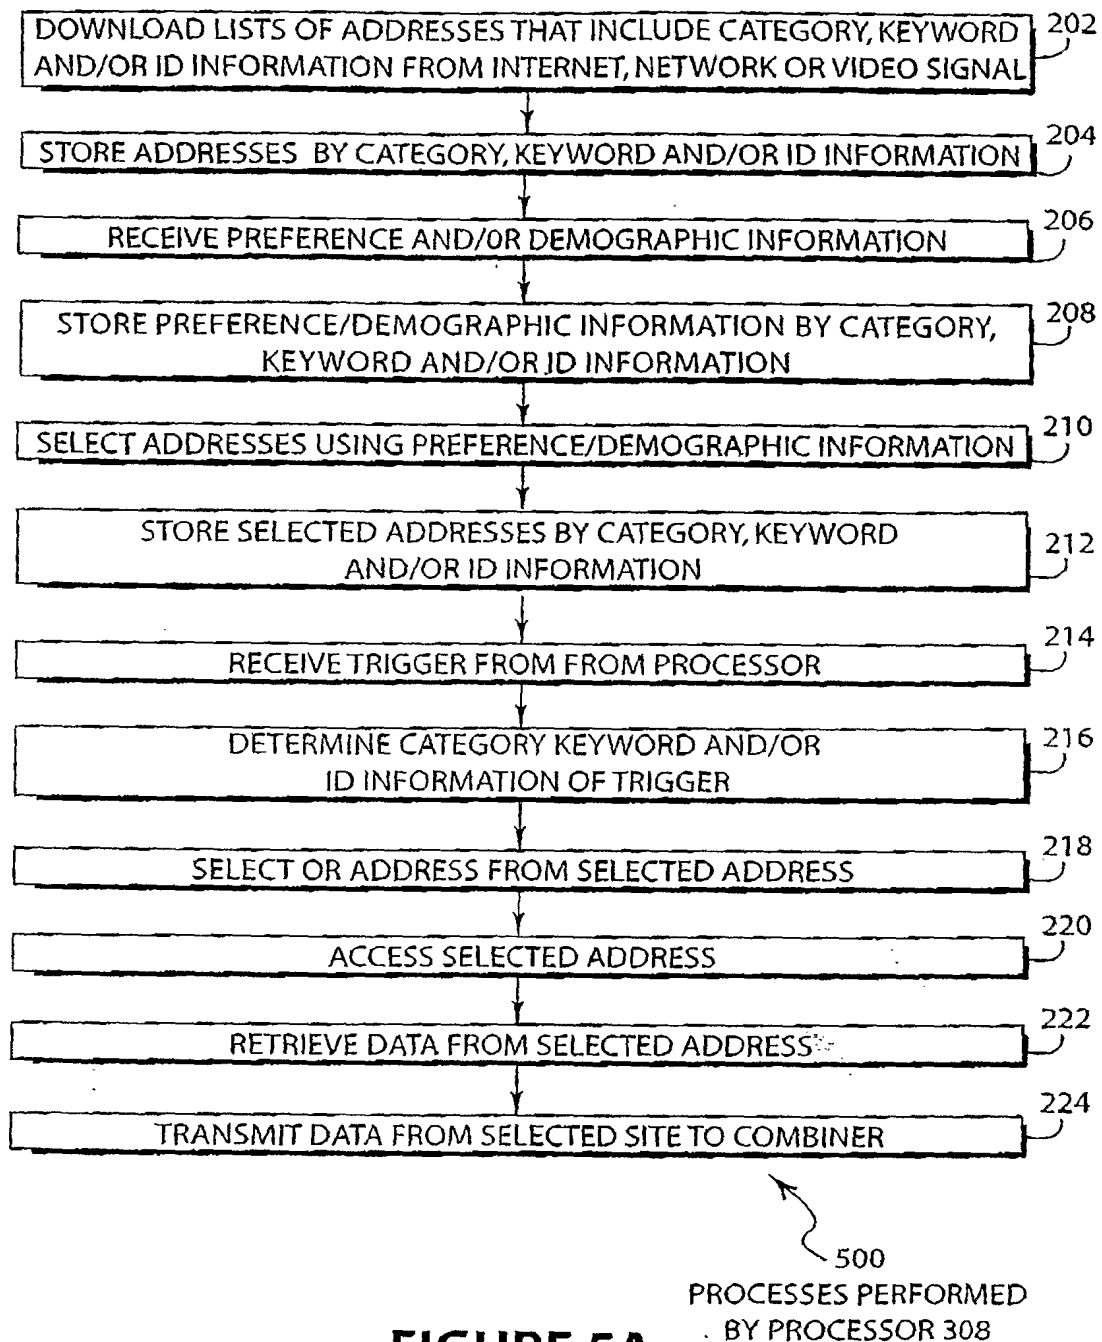 DOWNLOAD LISTS OF ADDRESSES THAT INCLUDE CATEGORY, KEYWORD
AND/OR ID INFORMATION FROM INTERNET, NETWORK OR VIDEO SIGNAL
202
STORE ADDRESSES BY CATEGORY, KEYWORD AND/OR ID INFORMATION
204
RECEIVE PREFERENCE AND/OR DEMOGRAPHIC INFORMATION
206
STORE PREFERENCE/DEMOGRAPHIC INFORMATION BY CATEGORY,
KEYWORD AND/OR ID INFORMATION
208
SELECT ADDRESSES USING PREFERENCE/DEMOGRAPHIC INFORMATION
210
STORE SELECTED ADDRESSES BY CATEGORY, KEYWORD
AND/OR ID INFORMATION
212
RECEIVE TRIGGER FROM FROM PROCESSOR
214
DETERMINE CATEGORY KEYWORD AND/OR
ID INFORMATION OF TRIGGER
216
SELECT OR ADDRESS FROM SELECTED ADDRESS
218
ACCESS SELECTED ADDRESS
220
RETRIEVE DATA FROM SELECTED ADDRESS
222
TRANSMIT DATA FROM SELECTED SITE TO COMBINER
224
500
PROCESSES PERFORMED
BY PROCESSOR 308
FIGURE 5A